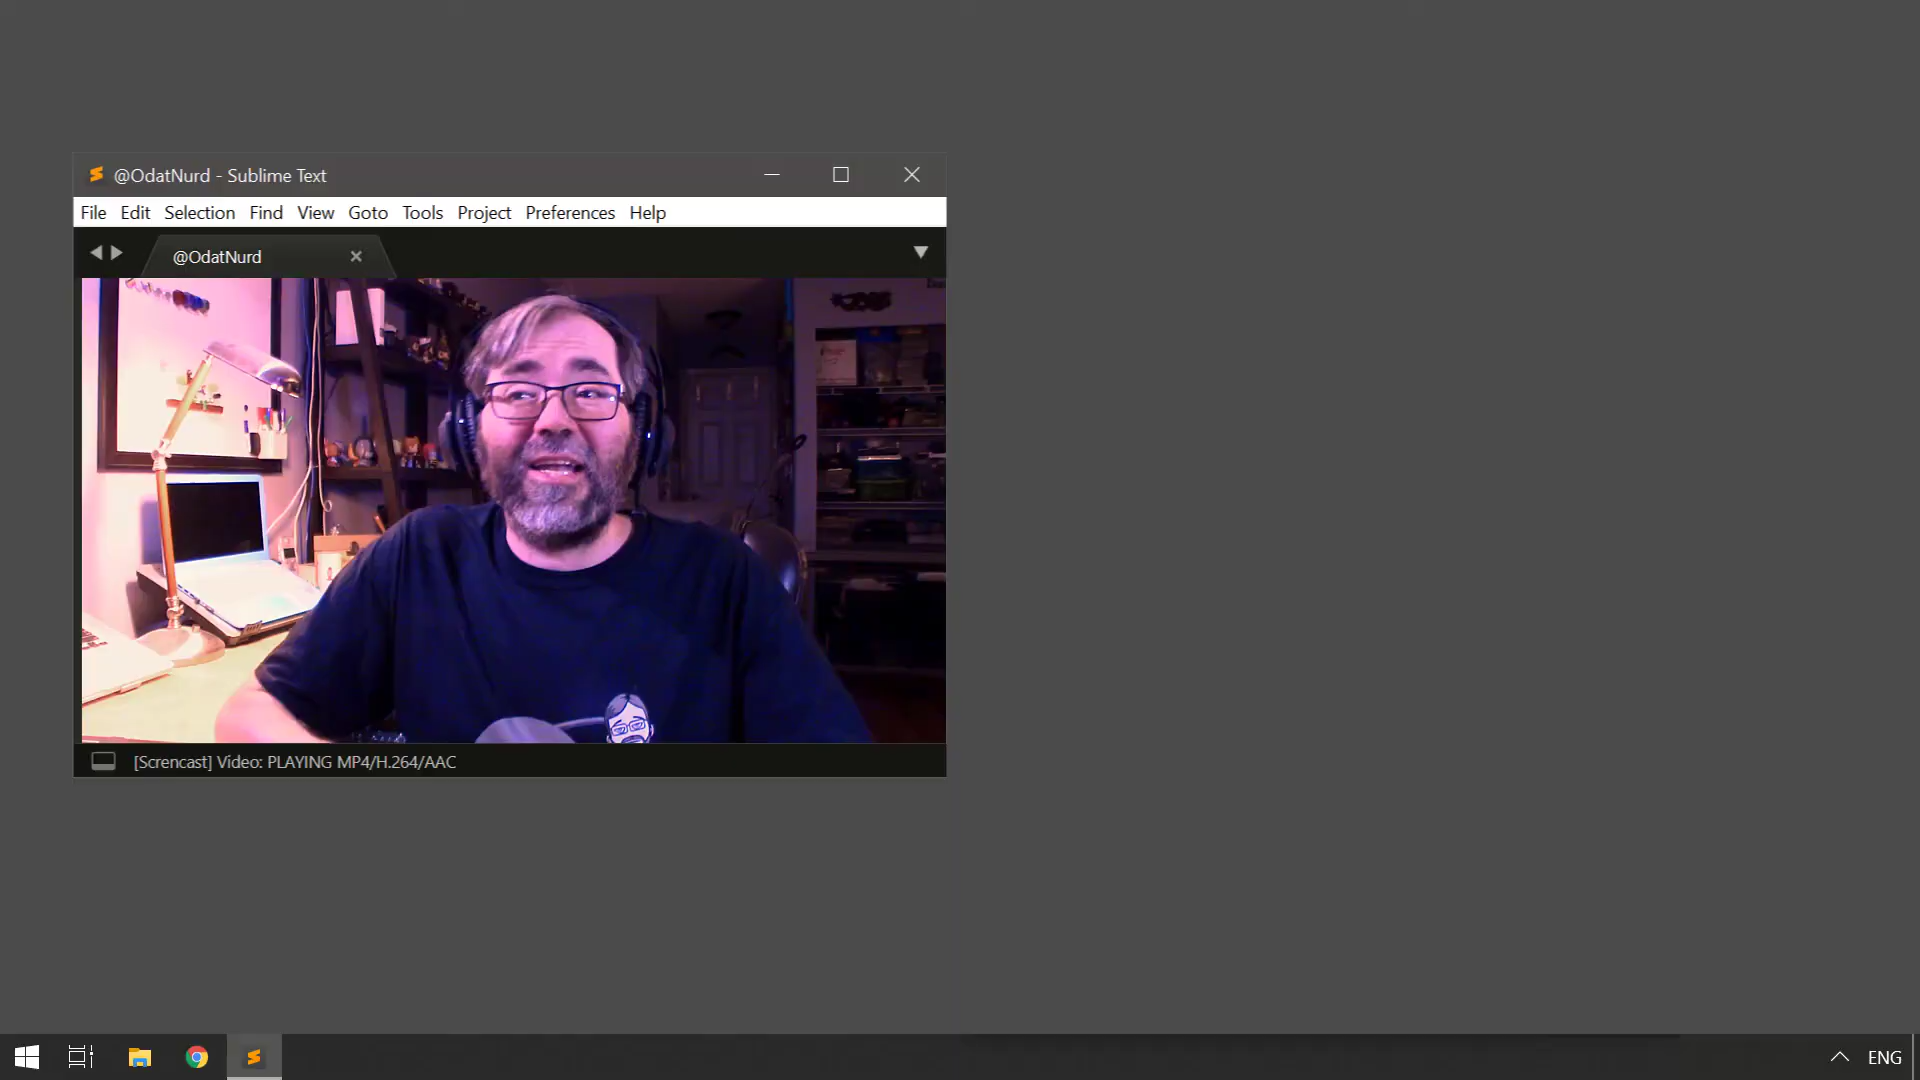 @OdatNurd - Sublime Text
File Edit Selection Find View Goto Tools Project Preferences Help
@OdatNurd
[Screncast] Video: PLAYING MP4/H.264/AAC
ENG